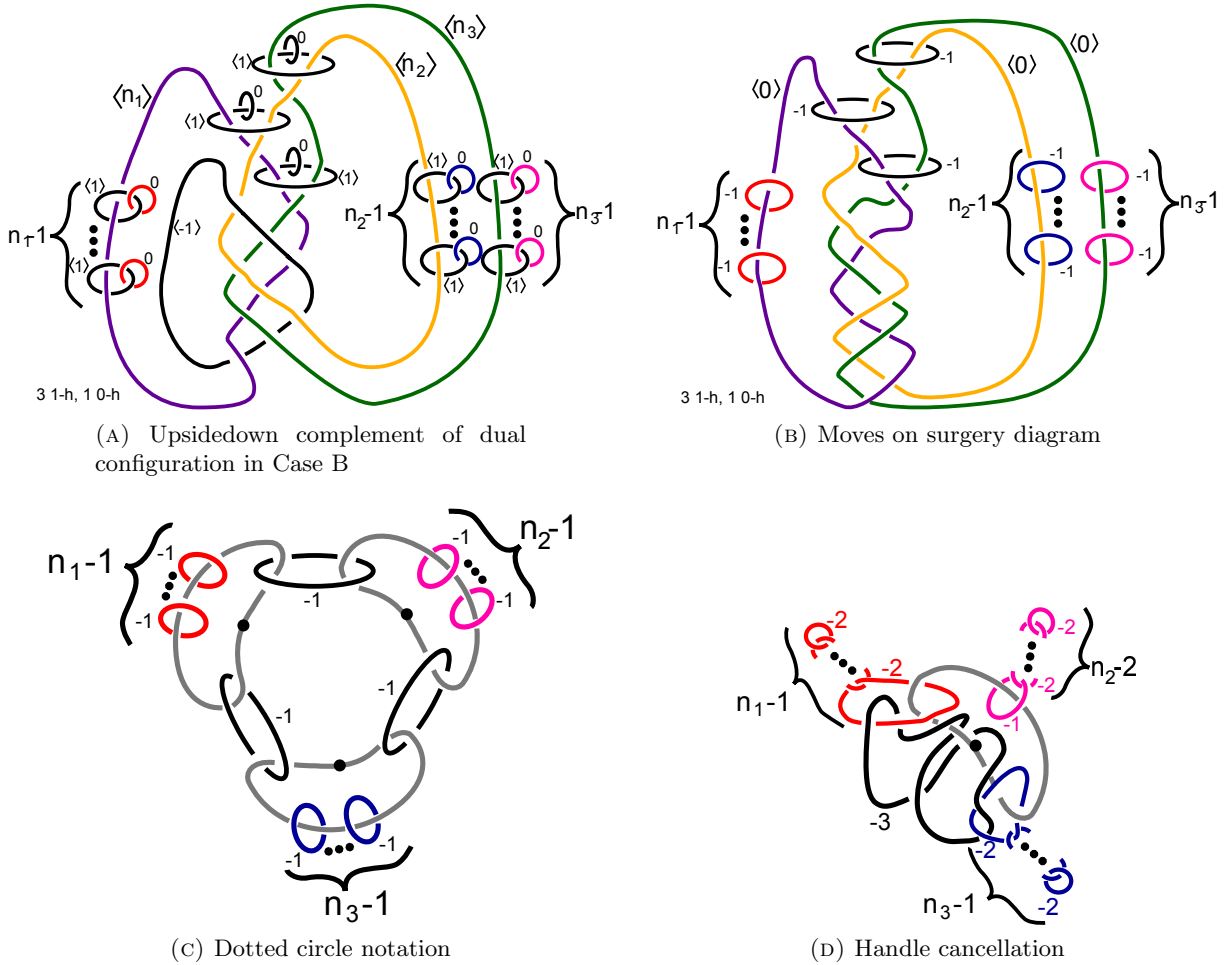 ⟨n₁⟩
⟨1⟩
0
⟨n₃⟩
⟨1⟩
0
⟨n₂⟩
⟨1⟩
0
⟨1⟩
⟨-1⟩
n₁-1
⟨1⟩
0
⟨1⟩
0
n₂-1
⟨1⟩
0
⟨1⟩
0
⟨1⟩
0
⟨1⟩
0
n₃-1
3 1-h, 1 0-h
(A) Upsidedown complement of dual
configuration in Case B
⟨0⟩
⟨0⟩
⟨0⟩
-1
-1
-1
n₁-1
-1
-1
n₂-1
-1
-1
-1
-1
n₃-1
3 1-h, 1 0-h
(B) Moves on surgery diagram
n₁-1
-1
-1
-1
-1
-1
n₂-1
-1
-1
-1
-1
n₃-1
(C) Dotted circle notation
-2
-2
n₁-1
-2
-2
-1
n₂-2
-3
-2
-2
n₃-1
(D) Handle cancellation